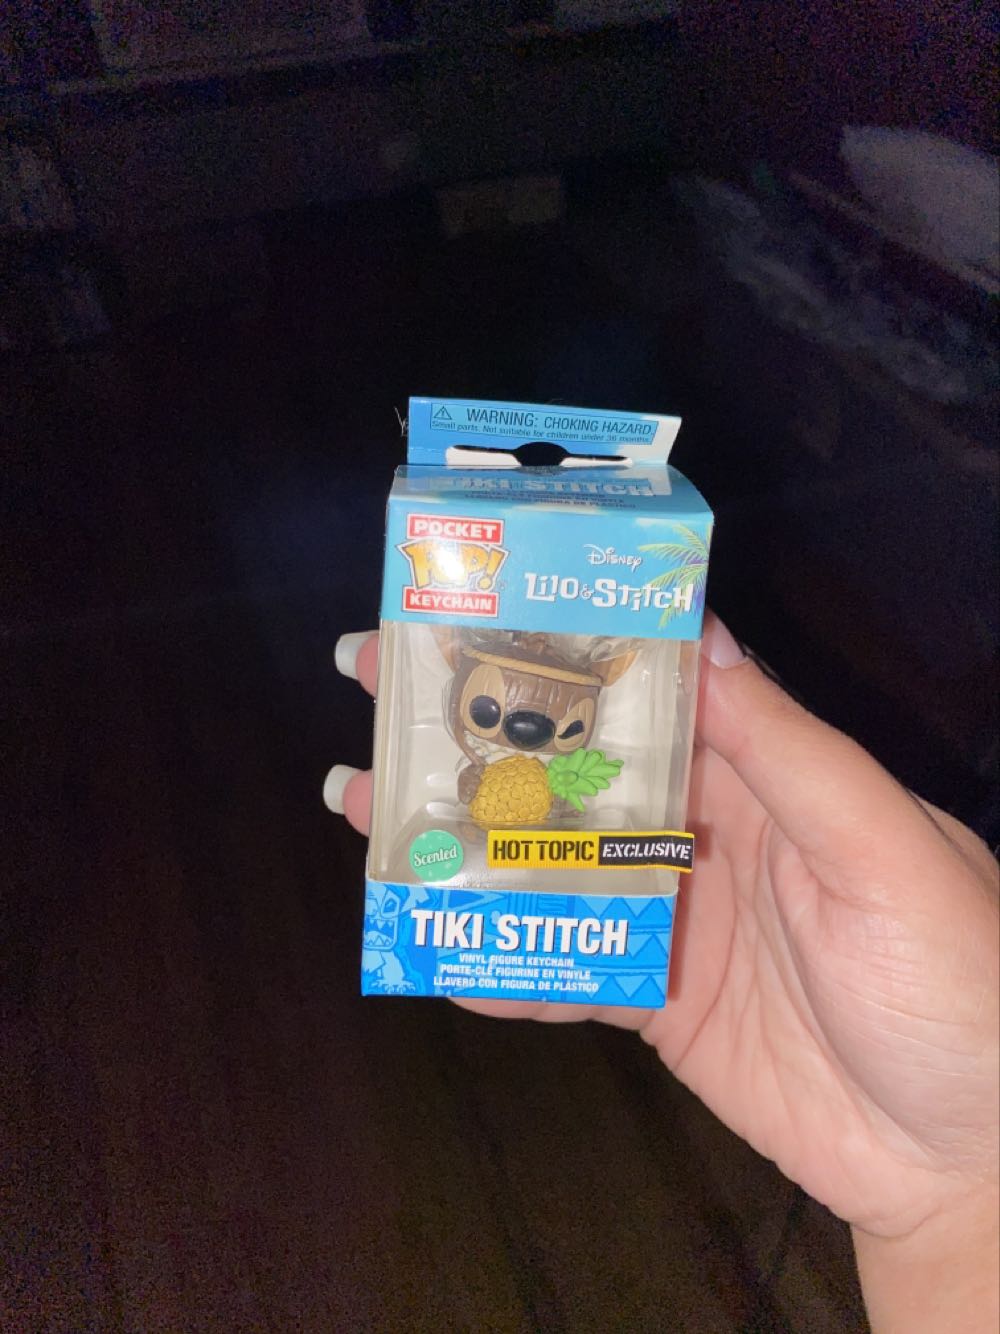 WARNING: CHOKING HAZARD.
Small parts. Not suitable for children under 36 months.
TIKI STITCH
POCKET
POP!
KEYCHAIN
Disney
Lilo & Stitch
Scented
HOT TOPIC EXCLUSIVE
TIKI STITCH
VINYL FIGURE KEYCHAIN
PORTE-CLÉ FIGURINE EN VINYLE
LLAVERO CON FIGURA DE PLÁSTICO